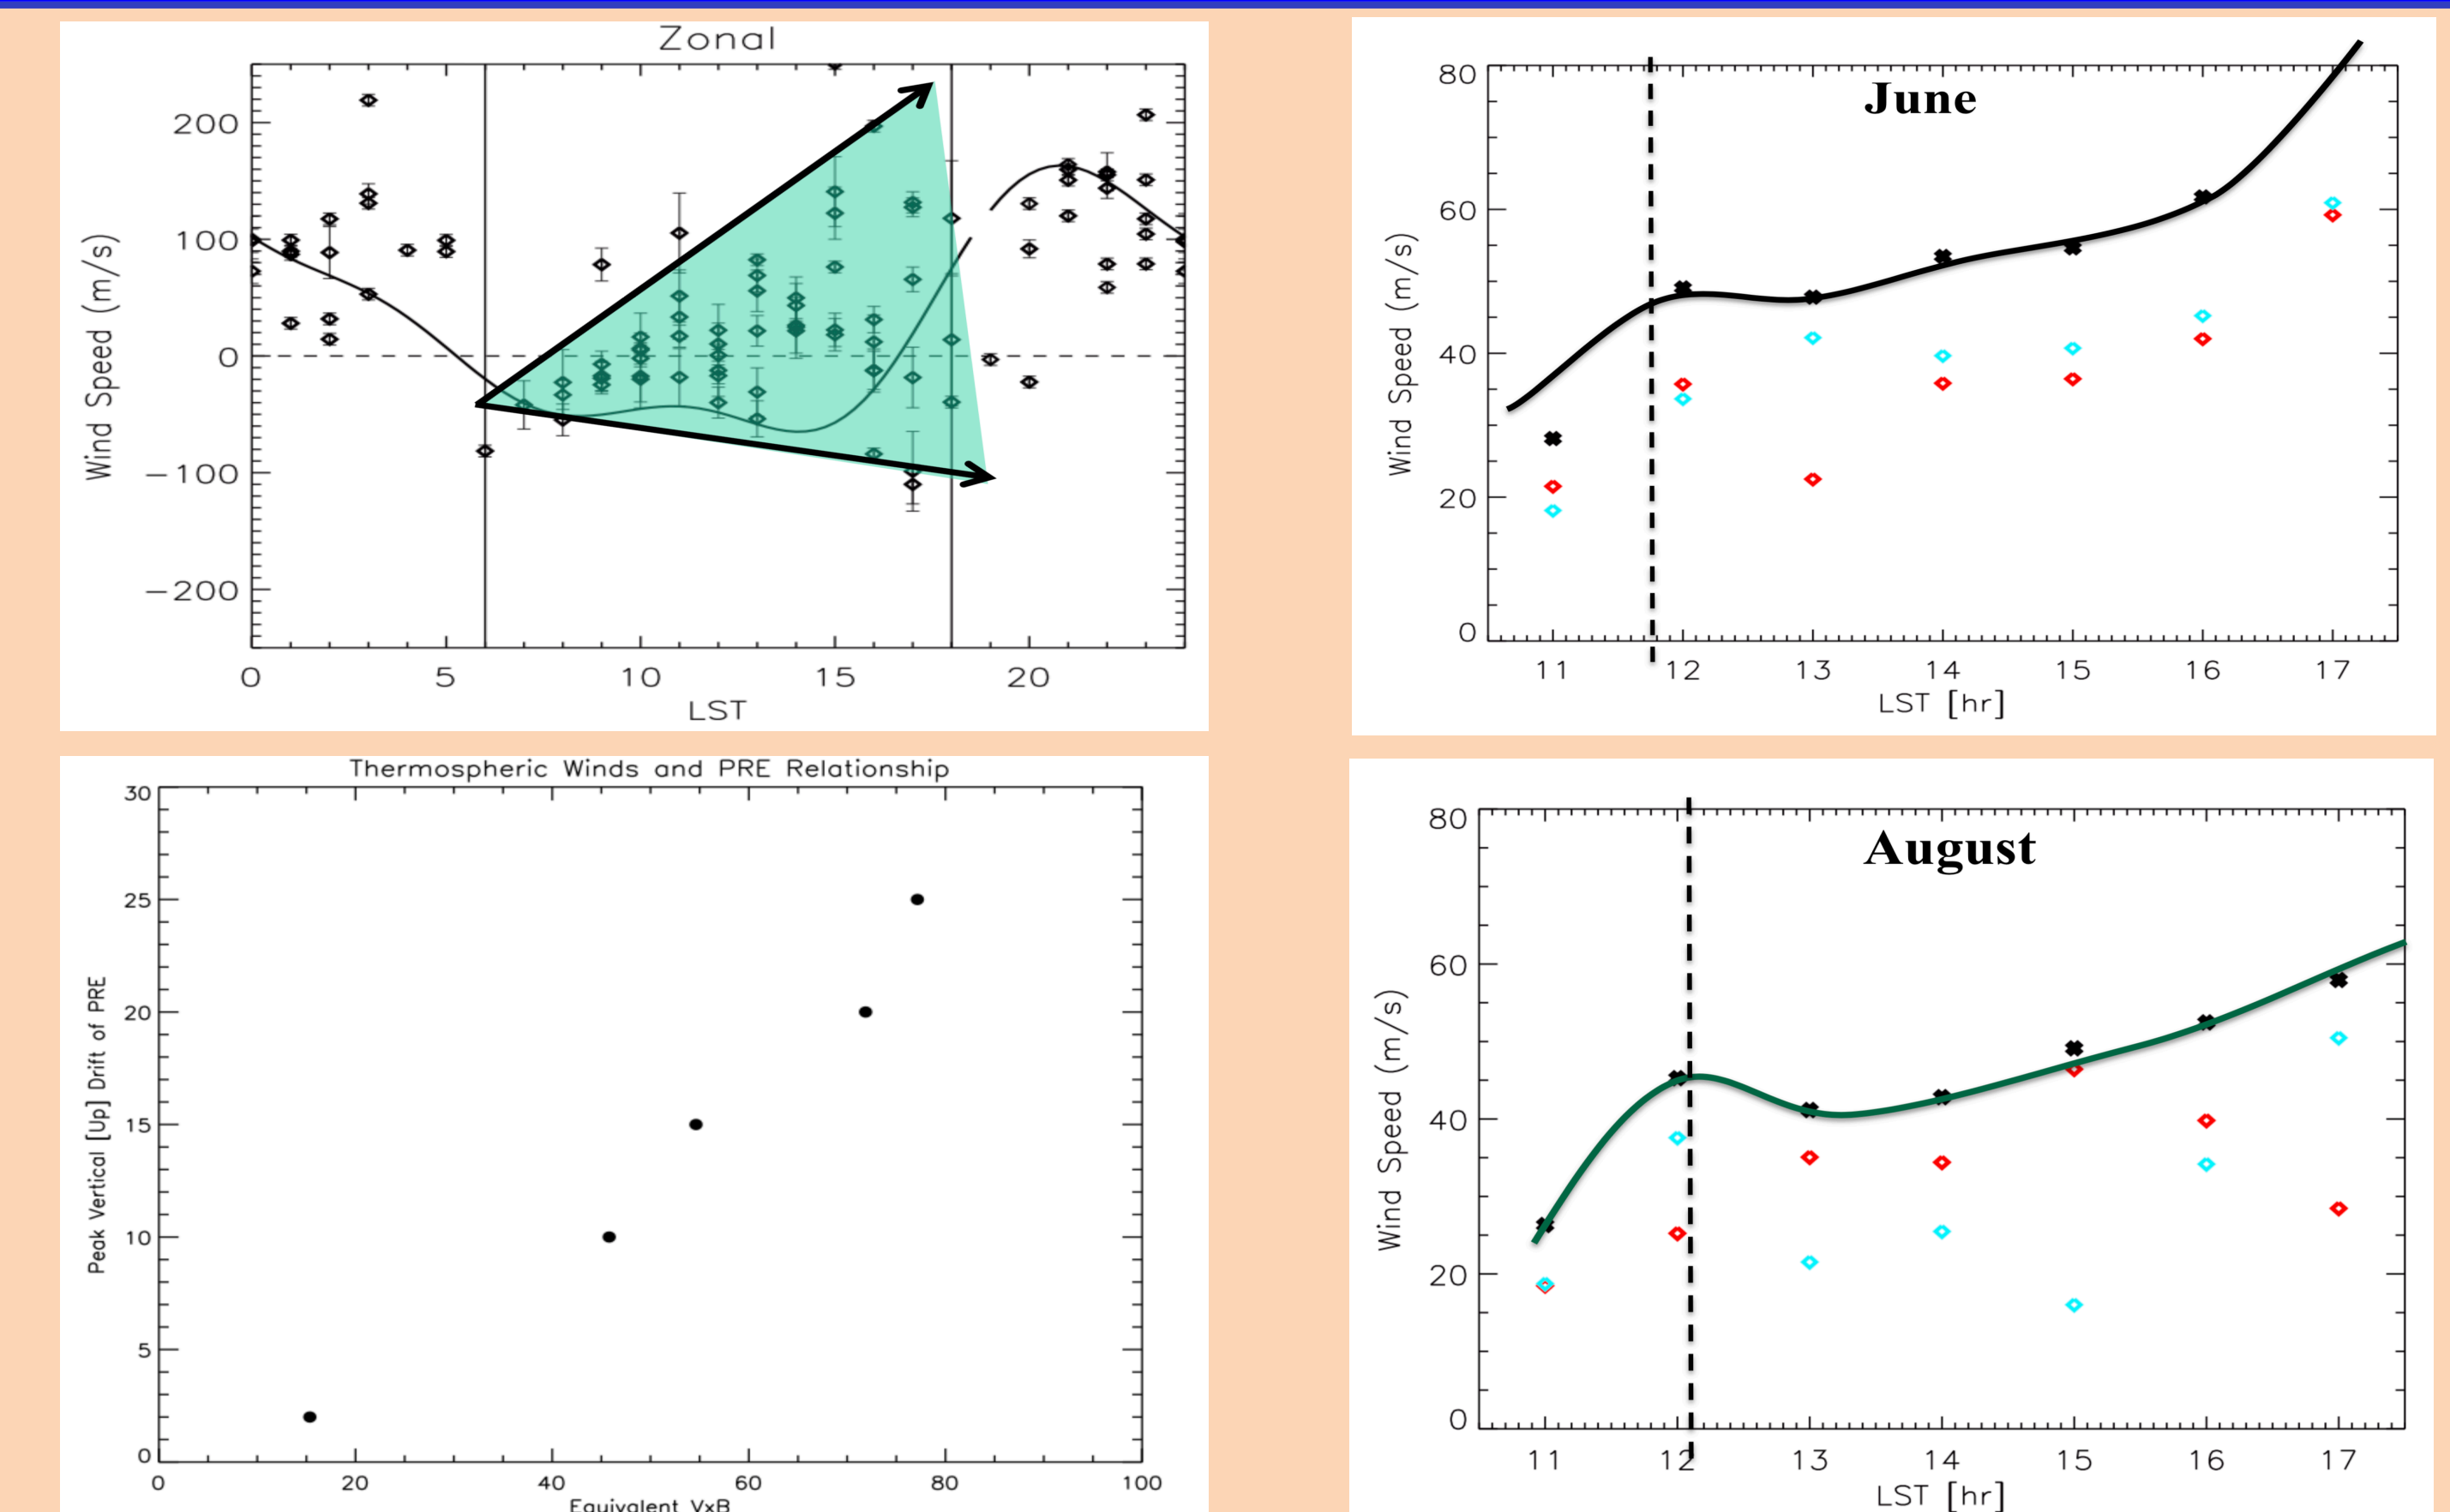 Zonal
Wind Speed (m/s)
200
100
0
−100
−200
0 5 10 15 20
LST
June
Wind Speed (m/s)
80
60
40
20
0
11 12 13 14 15 16 17
LST [hr]
Thermospheric Winds and PRE Relationship
Peak Vertical [Up] Drift of PRE
30
25
20
15
10
5
0
0 20 40 60 80 100
Equivalent VxB
August
Wind Speed (m/s)
80
60
40
20
0
11 12 13 14 15 16 17
LST [hr]